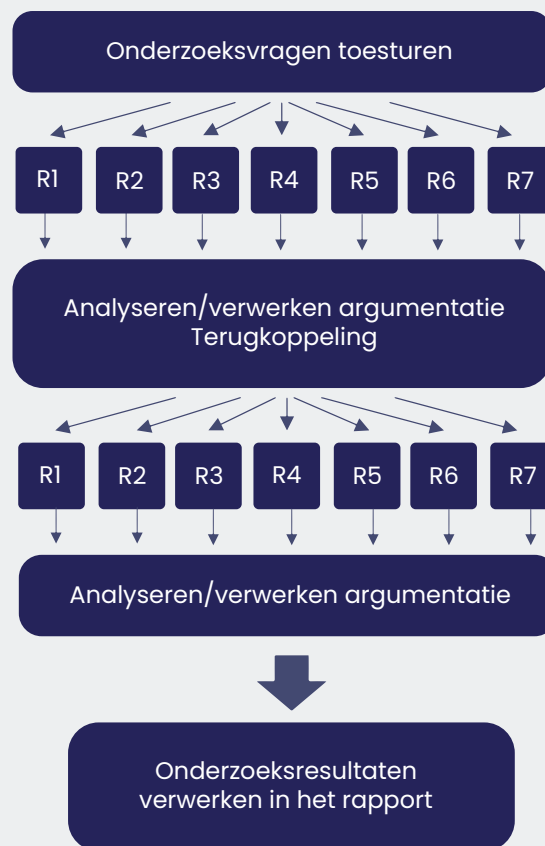 Onderzoeksvragen toesturen
R1 R2 R3 R4 R5 R6 R7
Analyseren/verwerken argumentatie
Terugkoppeling
R1 R2 R3 R4 R5 R6 R7
Analyseren/verwerken argumentatie
Onderzoeksresultaten
verwerken in het rapport